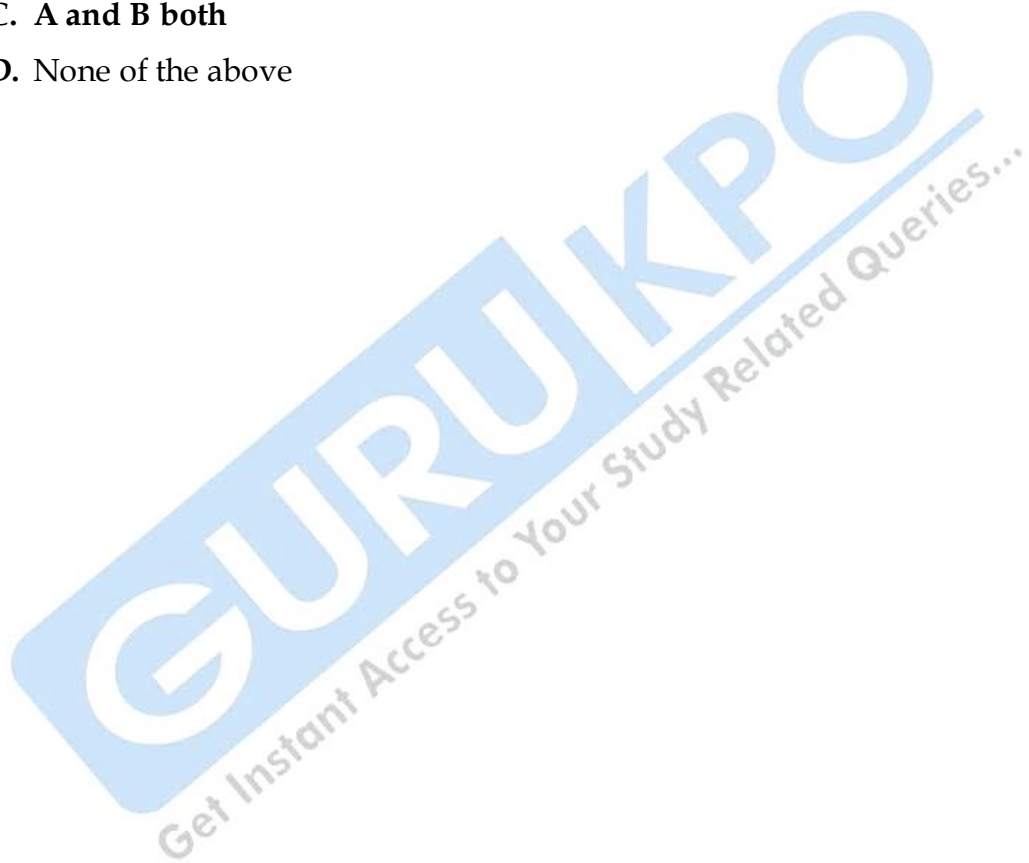 C. A and B both
D. None of the above
GURUKPO
Get Instant Access to Your Study Related Queries...